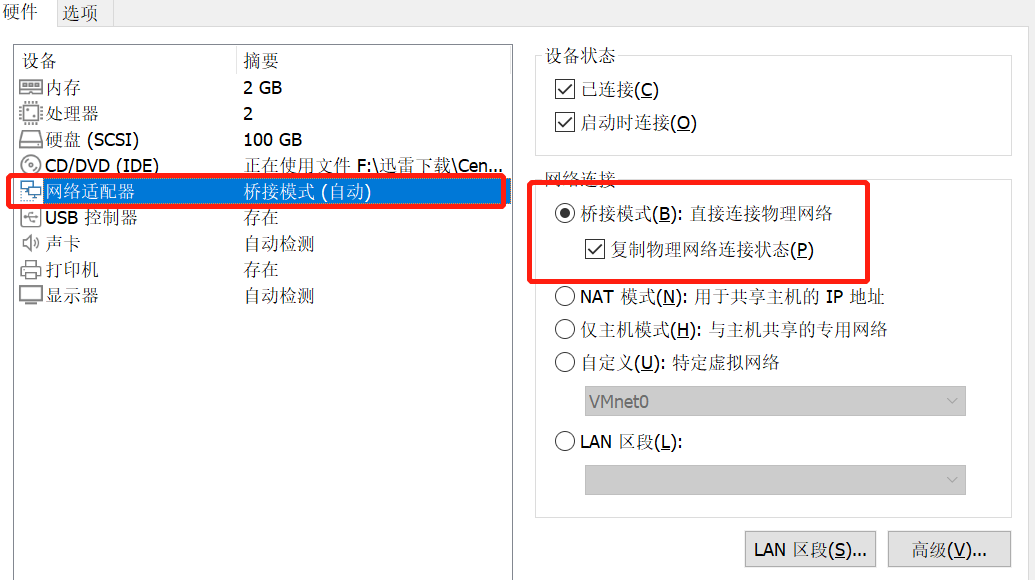 硬件 选项
设备 摘要
内存 2 GB
处理器 2
硬盘 (SCSI) 100 GB
CD/DVD (IDE) 正在使用文件 F:\迅雷下载\Cen...
网络适配器 桥接模式 (自动)
USB 控制器 存在
声卡 自动检测
打印机 存在
显示器 自动检测
设备状态
已连接(C)
启动时连接(O)
网络连接
桥接模式(B): 直接连接物理网络
复制物理网络连接状态(P)
NAT 模式(N): 用于共享主机的 IP 地址
仅主机模式(H): 与主机共享的专用网络
自定义(U): 特定虚拟网络
VMnet0
LAN 区段(L):
LAN 区段(S)... 高级(V)...